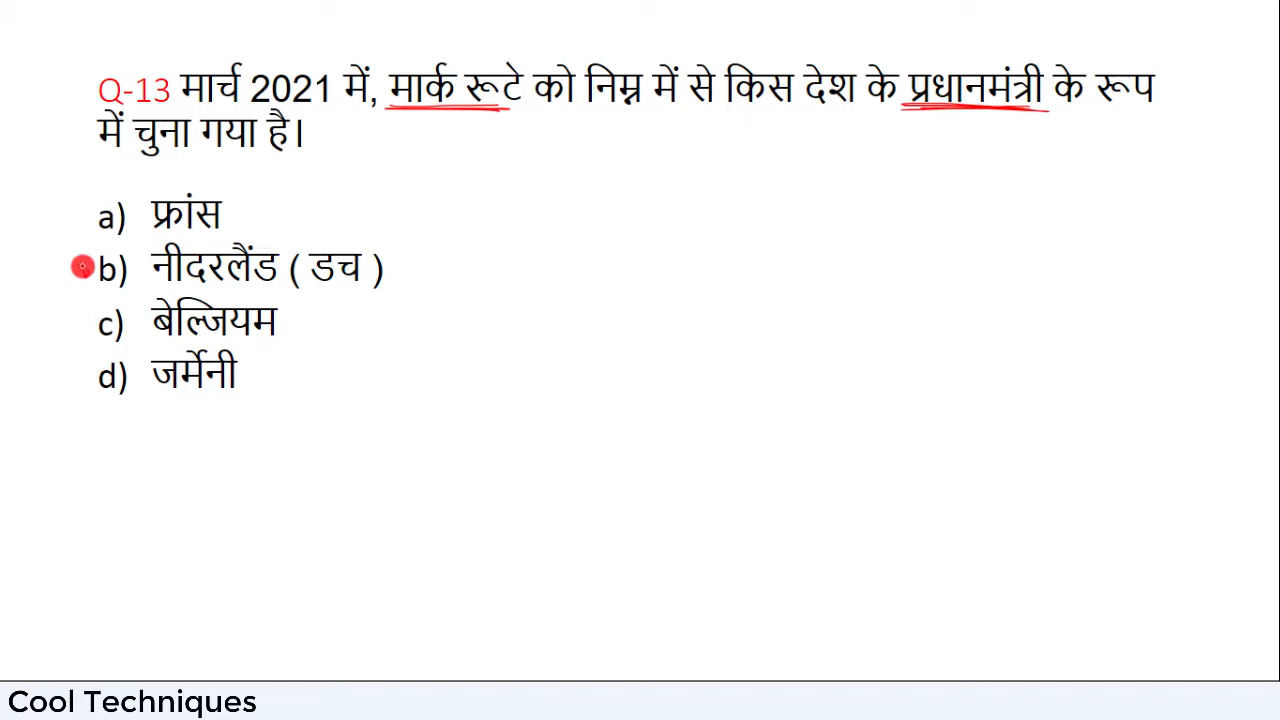 Q-13 मार्च 2021 में, मार्क रूटे को निम्न में से किस देश के प्रधानमंत्री के रूप
में चुना गया है।
a) फ्रांस
b) नीदरलैंड ( डच )
c) बेल्जियम
d) जर्मेनी
Cool Techniques